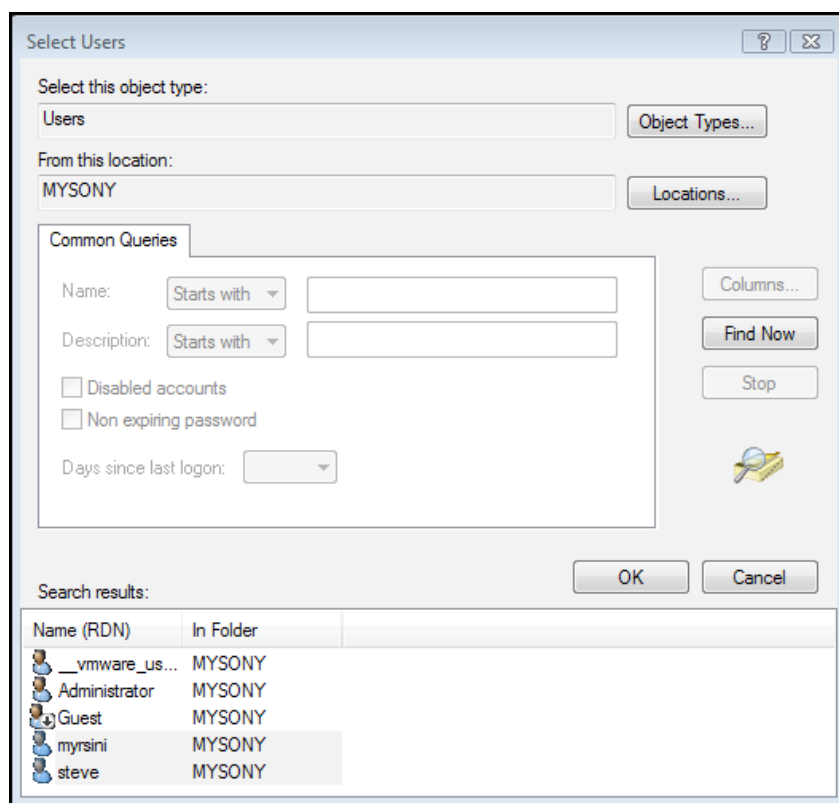 Select Users
Select this object type:
Users
Object Types...
From this location:
MYSONY
Locations...
Common Queries
Name: Starts with
Columns...
Description: Starts with
Find Now
Disabled accounts
Stop
Non expiring password
Days since last logon:
OK Cancel
Search results:
Name (RDN) In Folder
__vmware_us... MYSONY
Administrator MYSONY
Guest MYSONY
myrsini MYSONY
steve MYSONY